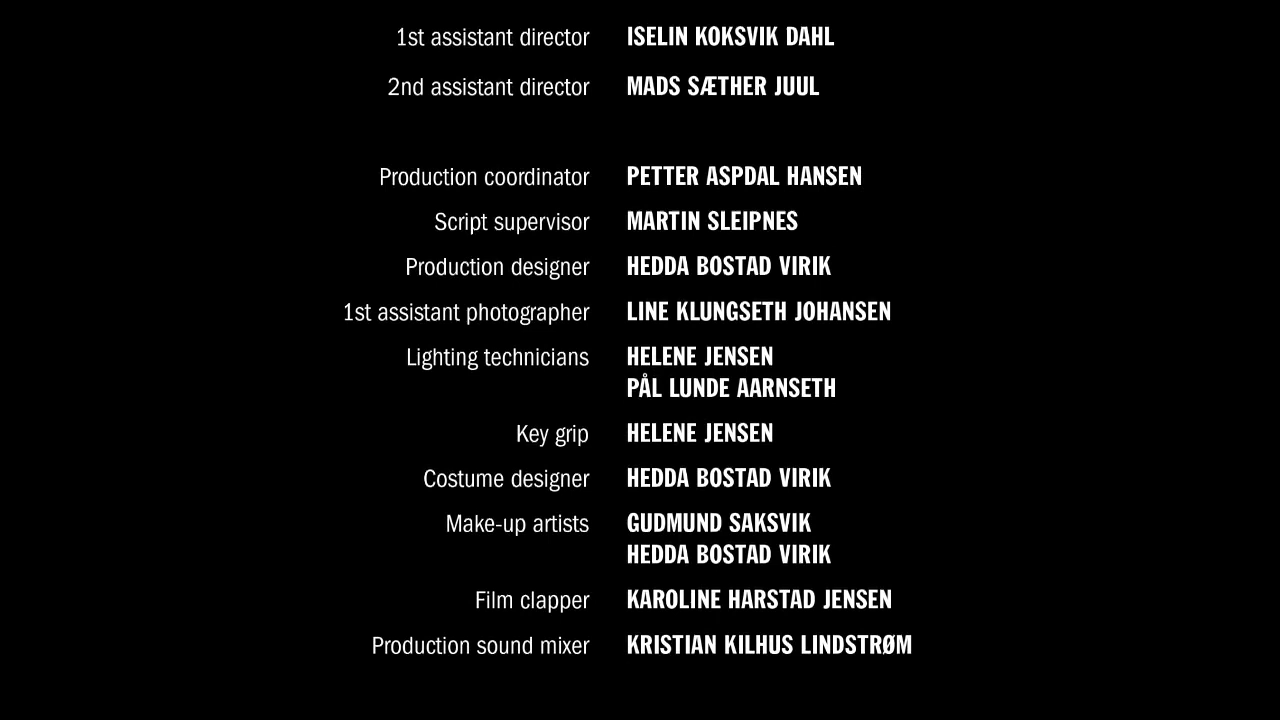 1st assistant director ISELIN KOKSVIK DAHL
2nd assistant director MADS SÆTHER JUUL
Production coordinator PETTER ASPDAL HANSEN
Script supervisor MARTIN SLEIPNES
Production designer HEDDA BOSTAD VIRIK
1st assistant photographer LINE KLUNGSETH JOHANSEN
Lighting technicians HELENE JENSEN
PÅL LUNDE AARNSETH
Key grip HELENE JENSEN
Costume designer HEDDA BOSTAD VIRIK
Make-up artists GUDMUND SAKSVIK
HEDDA BOSTAD VIRIK
Film clapper KAROLINE HARSTAD JENSEN
Production sound mixer KRISTIAN KILHUS LINDSTRØM